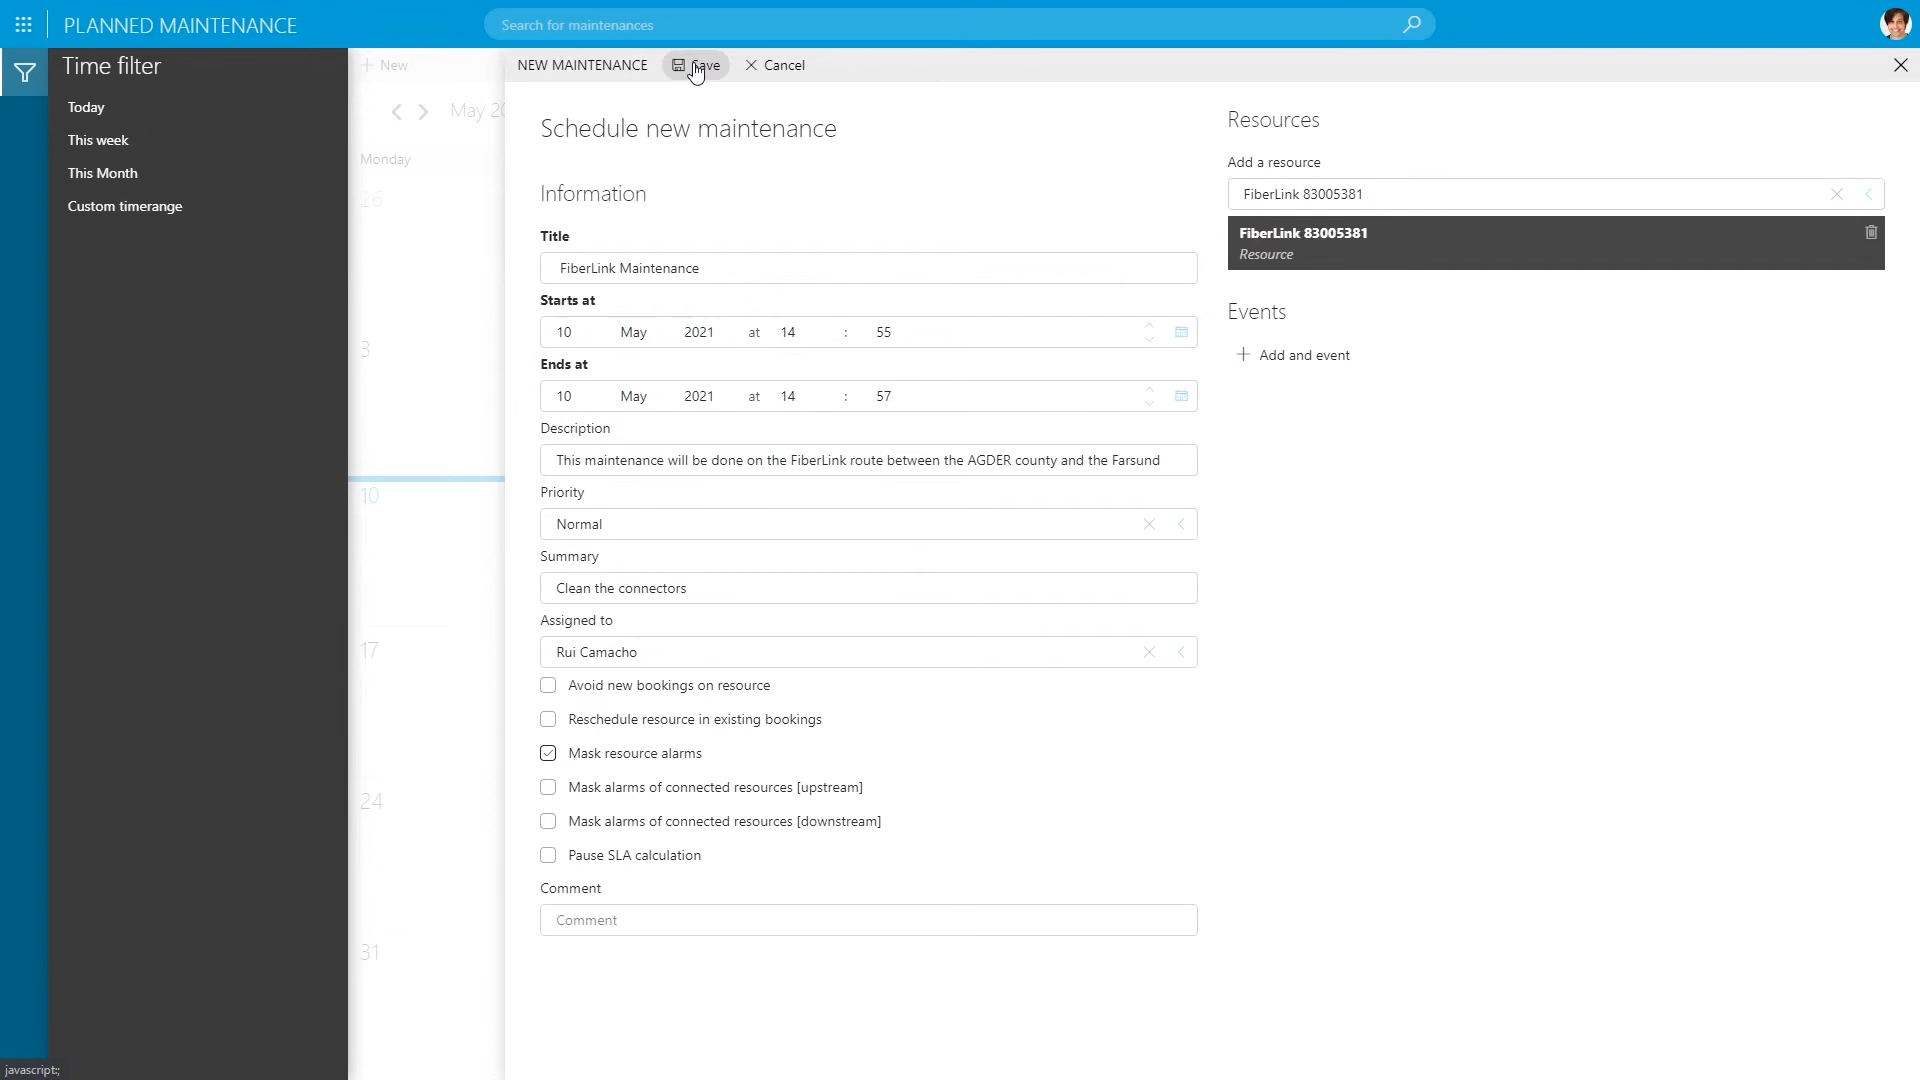 PLANNED MAINTENANCE
Search for maintenances
Time filter
Today
This week
This Month
Custom timerange
New
May 20
Monday
26
3
10
17
24
31
NEW MAINTENANCE
Save
Cancel
Schedule new maintenance
Information
Title
FiberLink Maintenance
Starts at
10 May 2021 at 14 : 55
Ends at
10 May 2021 at 14 : 57
Description
This maintenance will be done on the FiberLink route between the AGDER county and the Farsund
Priority
Normal
Summary
Clean the connectors
Assigned to
Rui Camacho
Avoid new bookings on resource
Reschedule resource in existing bookings
Mask resource alarms
Mask alarms of connected resources [upstream]
Mask alarms of connected resources [downstream]
Pause SLA calculation
Comment
Comment
Resources
Add a resource
FiberLink 83005381
FiberLink 83005381
Resource
Events
Add and event
javascript:;